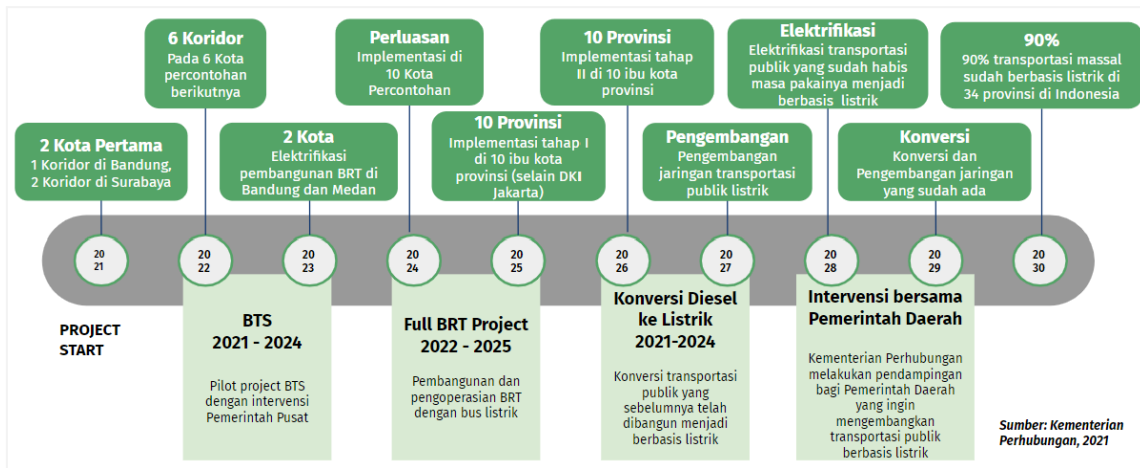 2 Kota Pertama
1 Koridor di Bandung,
2 Koridor di Surabaya
6 Koridor
Pada 6 Kota
percontohan
berikutnya
2 Kota
Elektrifikasi
pembangunan BRT di
Bandung dan Medan
Perluasan
Implementasi di
10 Kota
Percontohan
10 Provinsi
Implementasi tahap I
di 10 ibu kota
provinsi (selain DKI
Jakarta)
10 Provinsi
Implementasi tahap
II di 10 ibu kota
provinsi
Pengembangan
Pengembangan
jaringan transportasi
publik listrik
Elektrifikasi
Elektrifikasi transportasi
publik yang sudah habis
masa pakainya menjadi
berbasis listrik
Konversi
Konversi dan
Pengembangan jaringan
yang sudah ada
90%
90% transportasi massal
sudah berbasis listrik di
34 provinsi di Indonesia
20
21
20
22
20
23
20
24
20
25
20
26
20
27
20
28
20
29
20
30
PROJECT
START
BTS
2021 - 2024
Pilot project BTS
dengan intervensi
Pemerintah Pusat
Full BRT Project
2022 - 2025
Pembangunan dan
pengoperasian BRT
dengan bus listrik
Konversi Diesel
ke Listrik
2021-2024
Konversi transportasi
publik yang
sebelumnya telah
dibangun menjadi
berbasis listrik
Intervensi bersama
Pemerintah Daerah
Kementerian Perhubungan
melakukan pendampingan
bagi Pemerintah Daerah
yang ingin
mengembangkan
transportasi publik
berbasis listrik
Sumber: Kementerian
Perhubungan, 2021